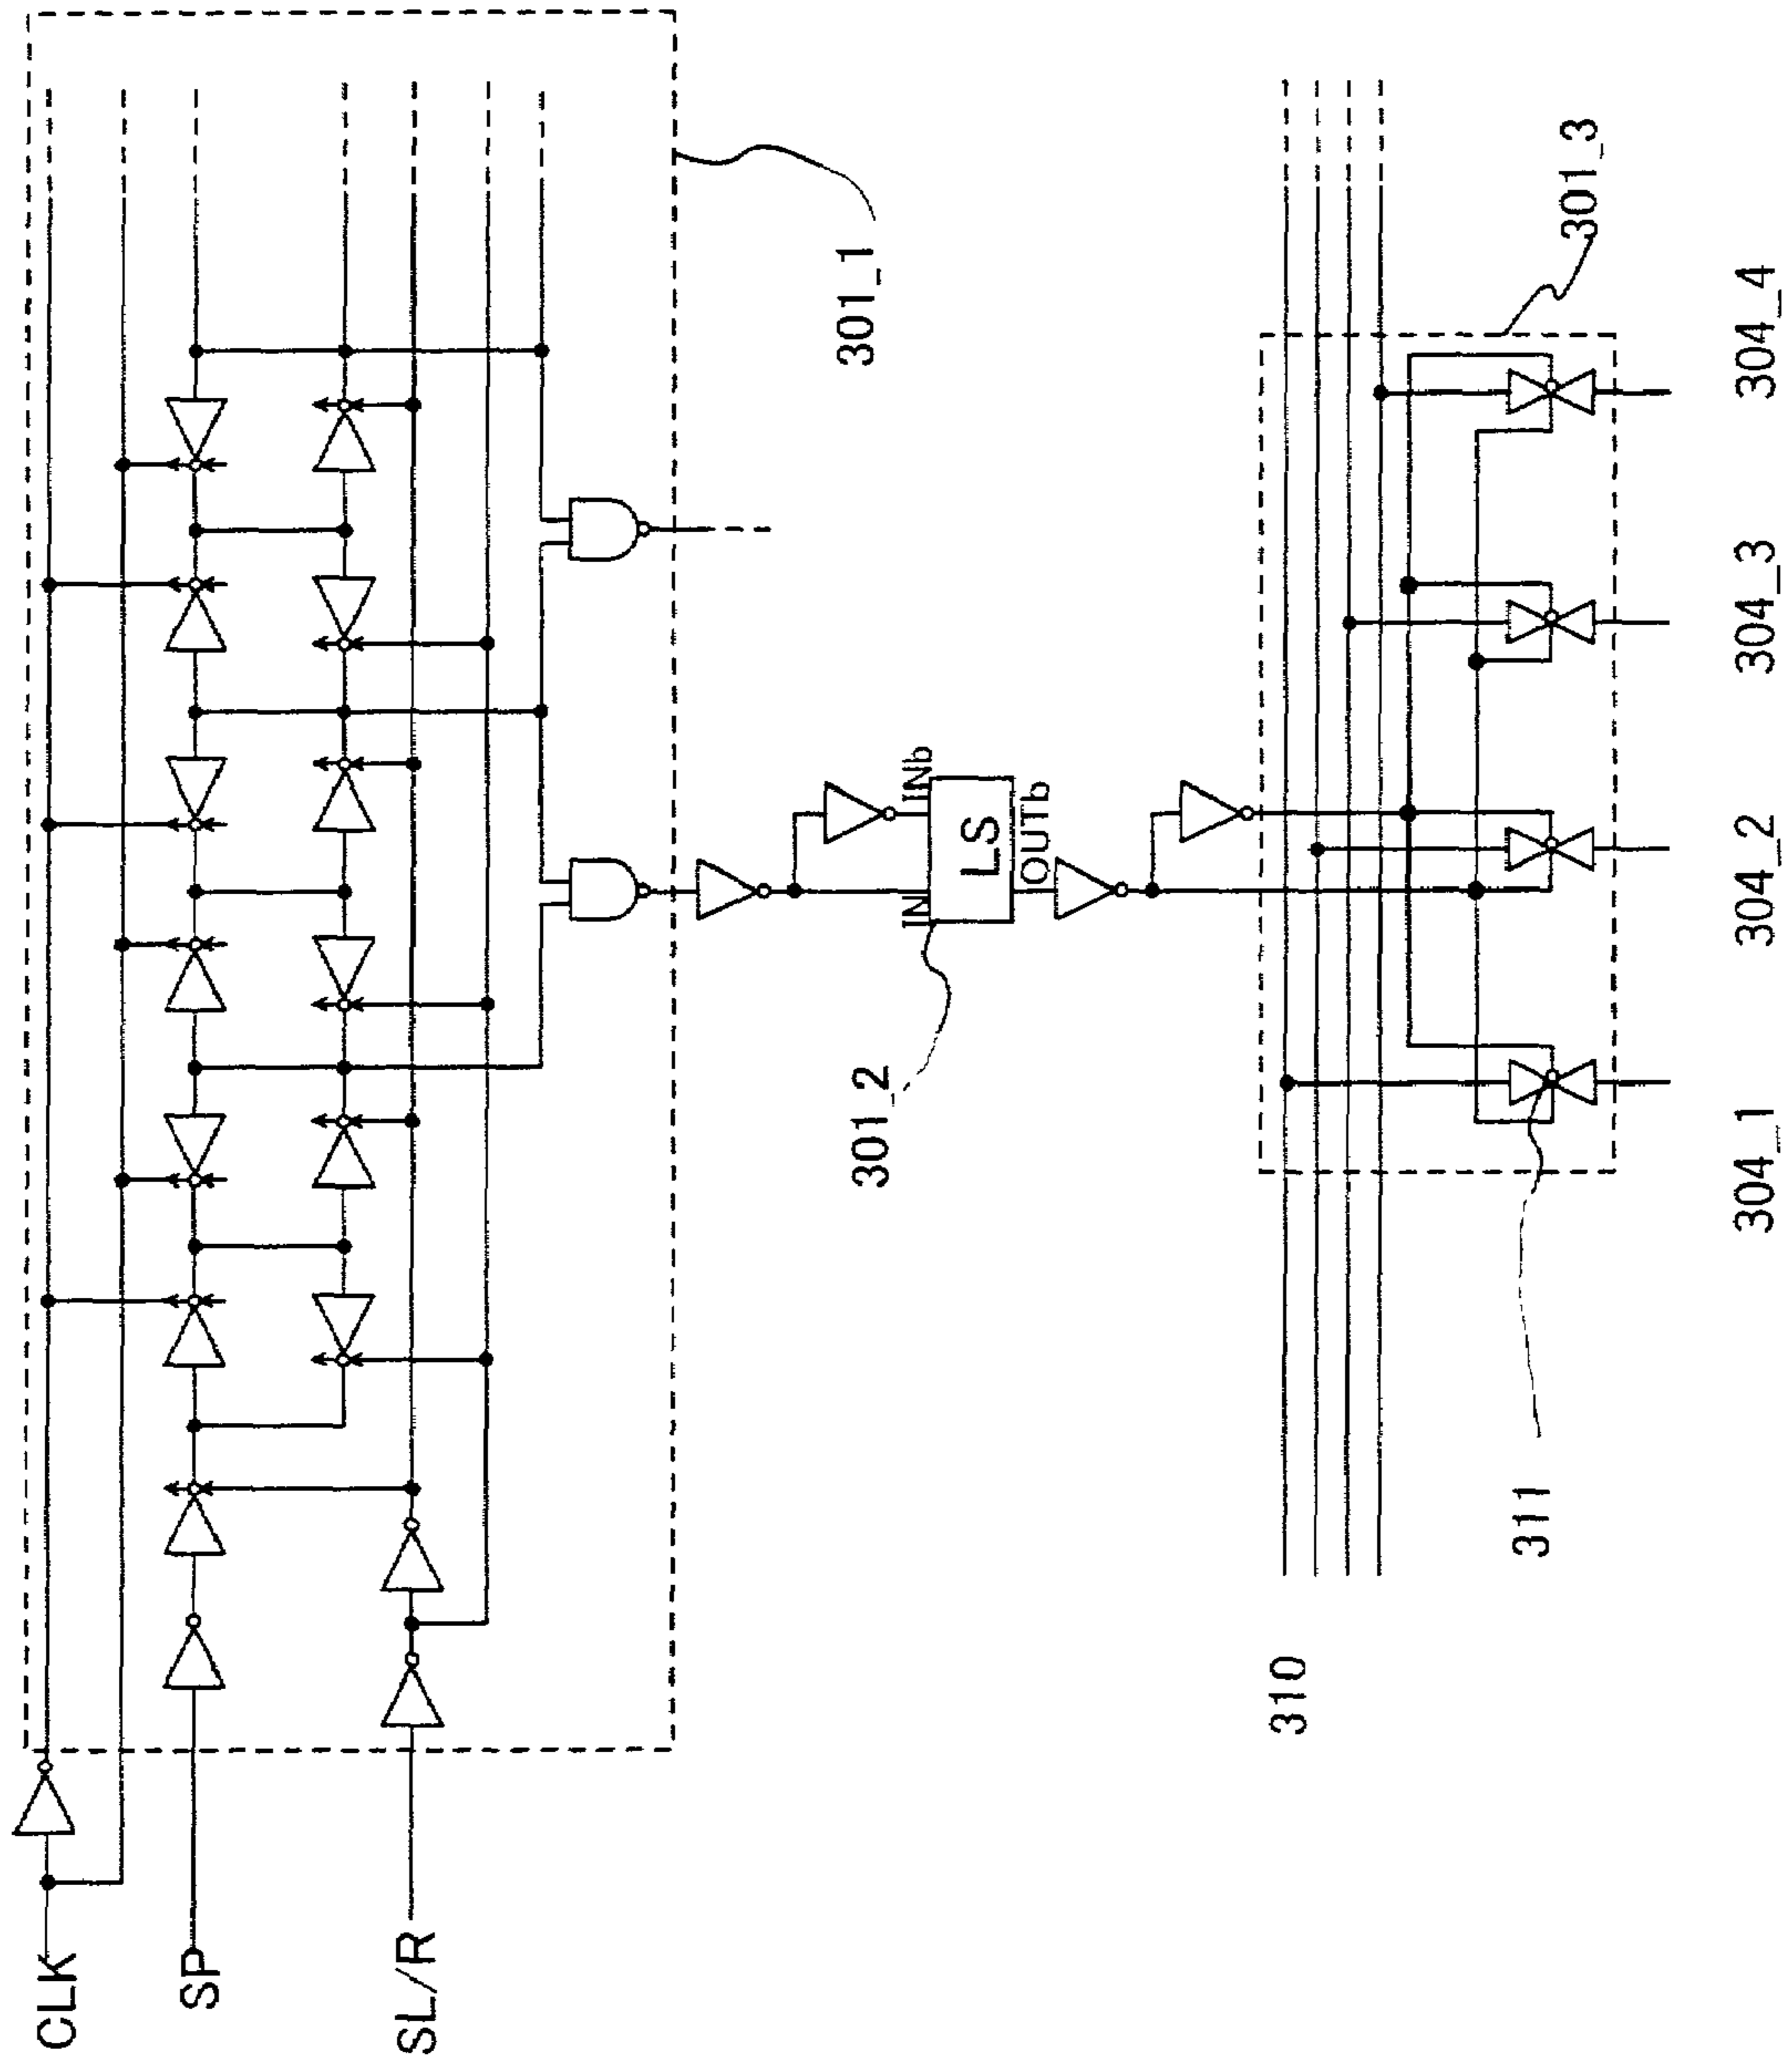 CLK
SP
SL/R
301_1
301_2
IN
INb
LS
OUTb
310
301_3
311
304_1
304_2
304_3
304_4